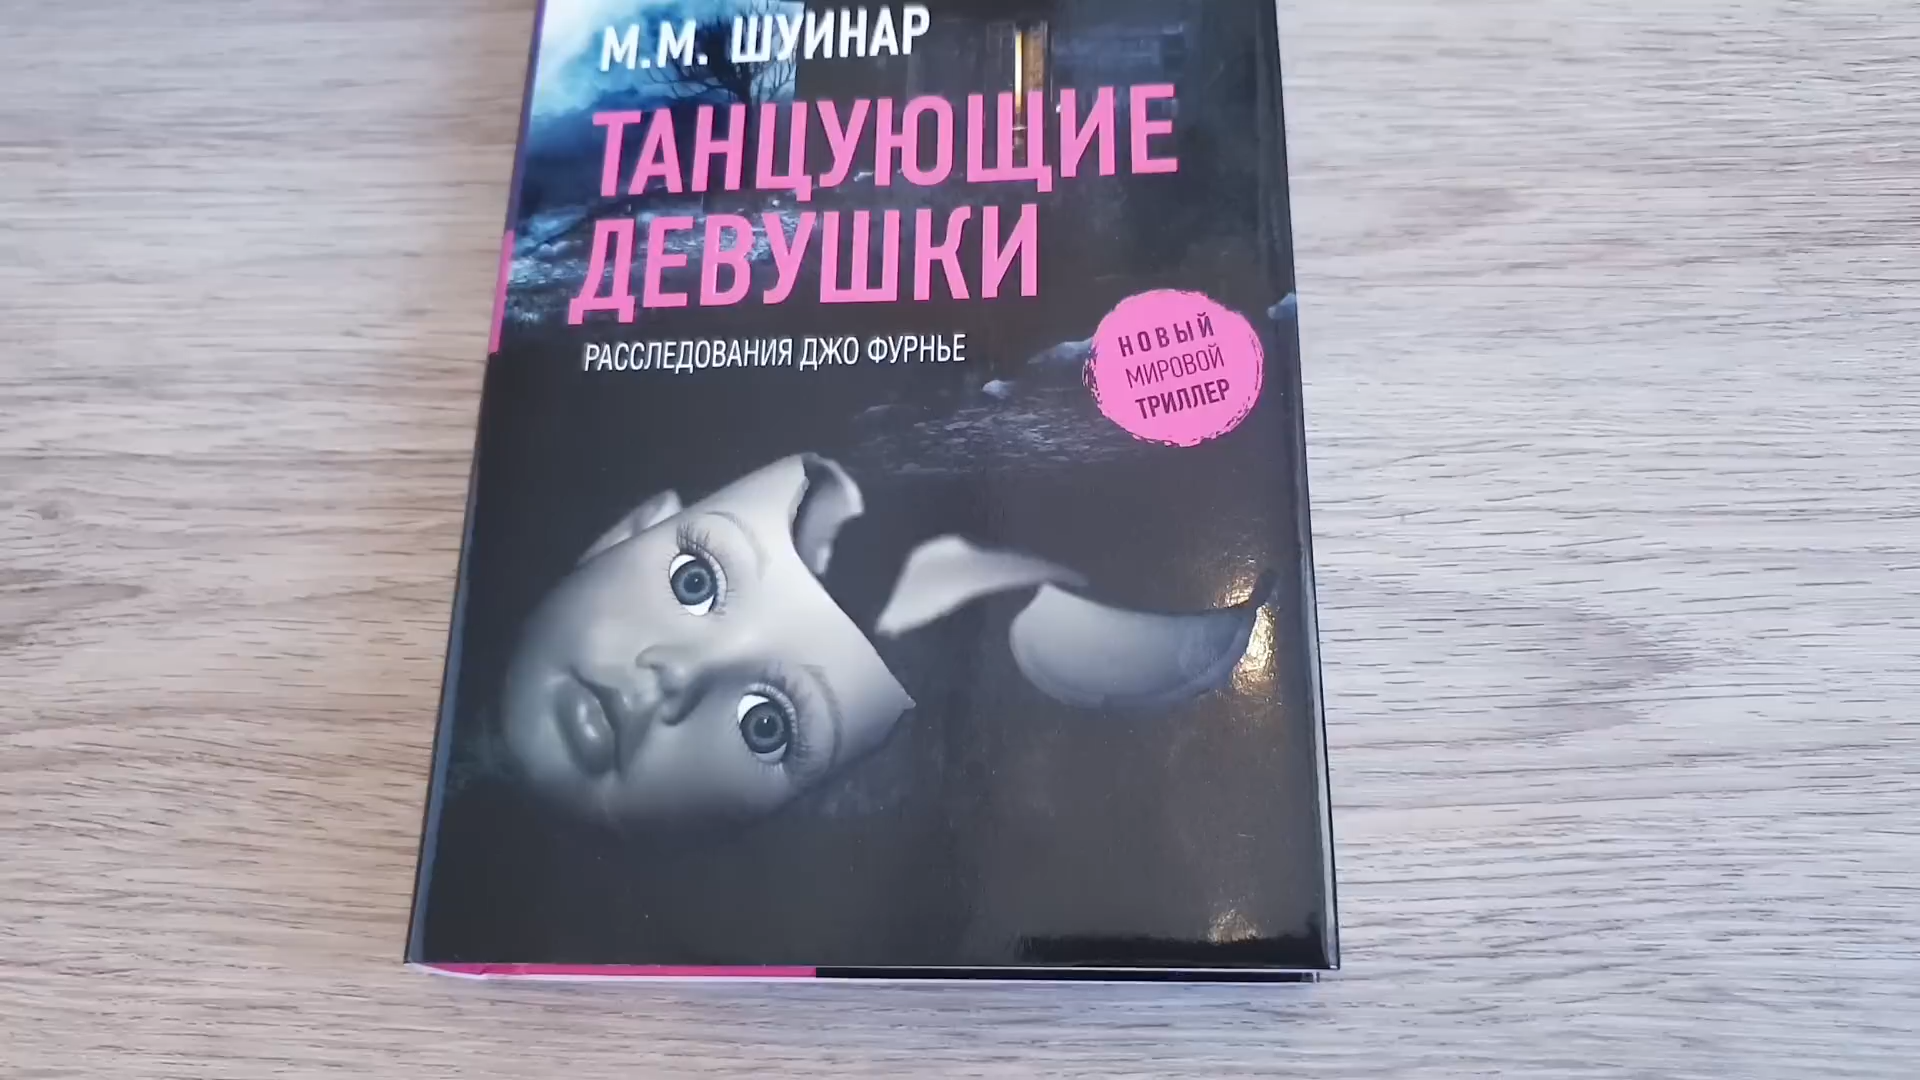 М.М. ШУИНАР
ТАНЦУЮЩИЕ
ДЕВУШКИ
РАССЛЕДОВАНИЯ ДЖО ФУРНЬЕ
НОВЫЙ
МИРОВОЙ
ТРИЛЛЕР